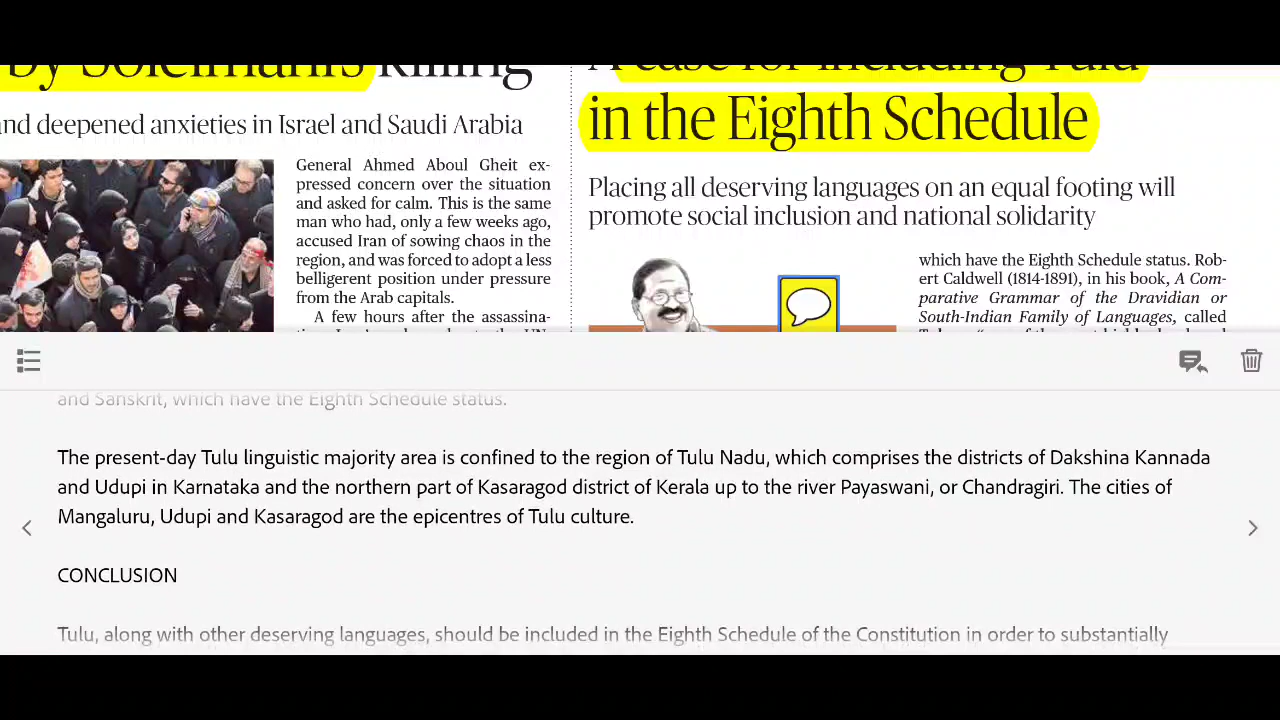 by Soleimani's killing
and deepened anxieties in Israel and Saudi Arabia
General Ahmed Aboul Gheit ex-
pressed concern over the situation
and asked for calm. This is the same
man who had, only a few weeks ago,
accused Iran of sowing chaos in the
region, and was forced to adopt a less
belligerent position under pressure
from the Arab capitals.
A few hours after the assassina-
A case for including Tulu
in the Eighth Schedule
Placing all deserving languages on an equal footing will
promote social inclusion and national solidarity
which have the Eighth Schedule status. Rob-
ert Caldwell (1814-1891), in his book, A Com-
parative Grammar of the Dravidian or
South-Indian Family of Languages, called
and Sanskrit, which have the Eighth Schedule status.
The present-day Tulu linguistic majority area is confined to the region of Tulu Nadu, which comprises the districts of Dakshina Kannada
and Udupi in Karnataka and the northern part of Kasaragod district of Kerala up to the river Payaswani, or Chandragiri. The cities of
Mangaluru, Udupi and Kasaragod are the epicentres of Tulu culture.
CONCLUSION
Tulu, along with other deserving languages, should be included in the Eighth Schedule of the Constitution in order to substantially